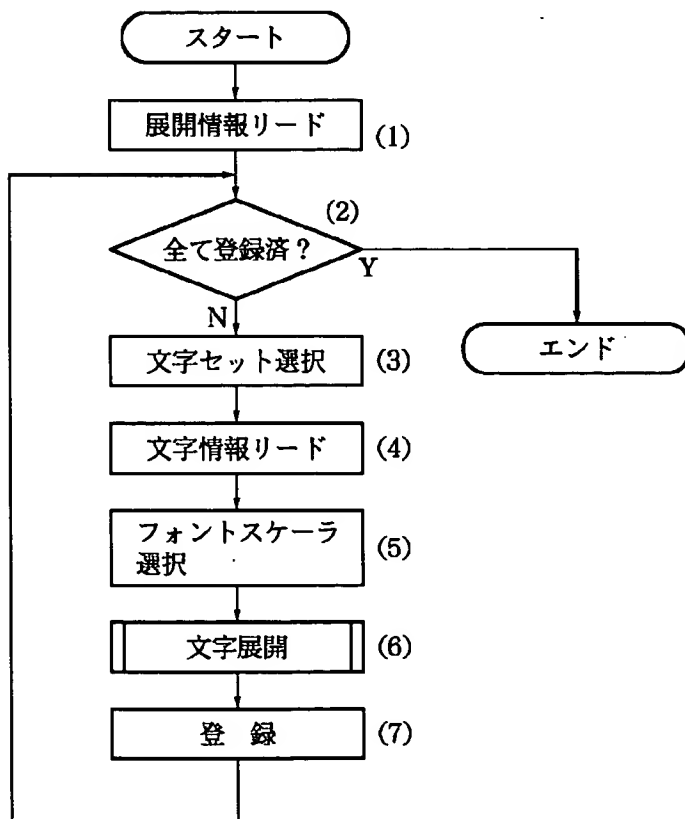 スタート
展開情報リード
(1)
(2)
全て登録済?
Y
N
エンド
文字セット選択
(3)
文字情報リード
(4)
フォントスケーラ
選択
(5)
文字展開
(6)
登 録
(7)